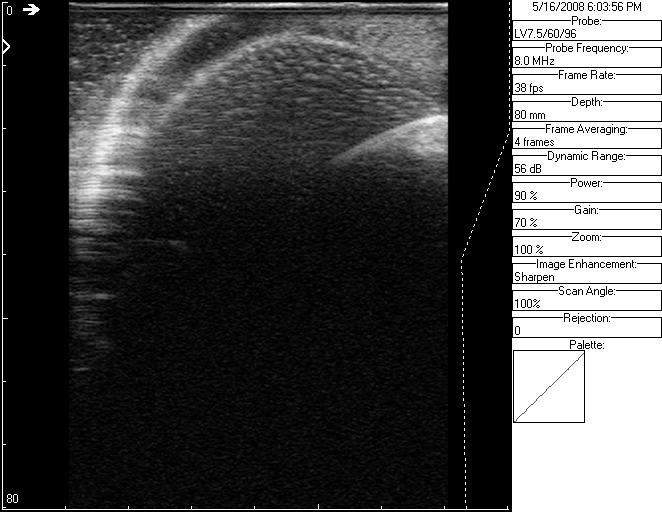 0
80
5/16/2008 6:03:56 PM
Probe:
LV7.5/60/96
Probe Frequency:
8.0 MHz
Frame Rate:
38 fps
Depth:
80 mm
Frame Averaging:
4 frames
Dynamic Range:
56 dB
Power:
90 %
Gain:
70 %
Zoom:
100 %
Image Enhancement:
Sharpen
Scan Angle:
100%
Rejection:
0
Palette: